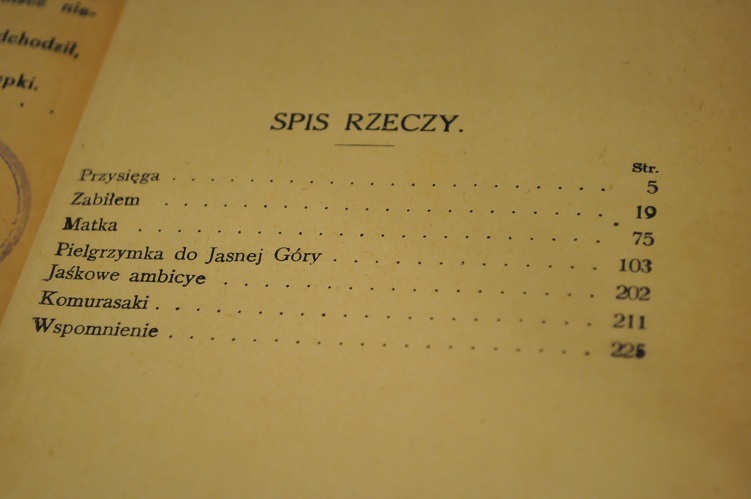 dchodził,
SPIS RZECZY.
Str.
Przysięga . . . . . . . . . . . . . . . . . . . . . . . 5
Zabiłem . . . . . . . . . . . . . . . . . . . . . . . 19
Matka . . . . . . . . . . . . . . . . . . . . . . . . 75
Pielgrzymka do Jasnej Góry . . . . . . . . . . . . . . 103
Jaśkowe ambicye . . . . . . . . . . . . . . . . . . . 202
Komurasaki . . . . . . . . . . . . . . . . . . . . . . 211
Wspomnienie . . . . . . . . . . . . . . . . . . . . . 225